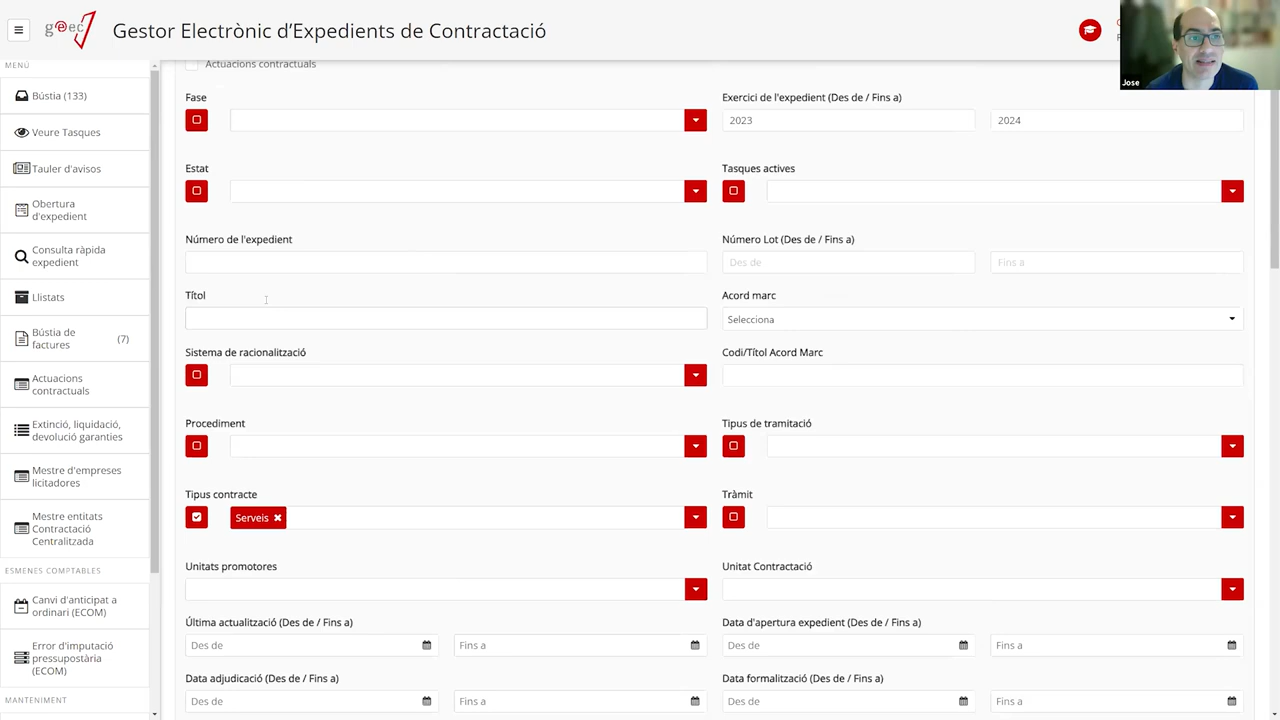 geec
Gestor Electrònic d'Expedients de Contractació
Jose
MENÚ
Bústia (133)
Veure Tasques
Tauler d'avisos
Obertura
d'expedient
Consulta ràpida
expedient
Llistats
Bústia de
factures
(7)
Actuacions
contractuals
Extinció, liquidació,
devolució garanties
Mestre d'empreses
licitadores
Mestre entitats
Contractació
Centralitzada
ESMENES COMPTABLES
Canvi d'anticipat a
ordinari (ECOM)
Error d'imputació
pressupostària
(ECOM)
MANTENIMENT
Actuacions contractuals
Fase
Exercici de l'expedient (Des de / Fins a)
2023
2024
Estat
Tasques actives
Número de l'expedient
Número Lot (Des de / Fins a)
Des de
Fins a
Títol
Acord marc
Selecciona
Sistema de racionalització
Codi/Títol Acord Marc
Procediment
Tipus de tramitació
Tipus contracte
Tràmit
Serveis
Unitats promotores
Unitat Contractació
Última actualització (Des de / Fins a)
Data d'apertura expedient (Des de / Fins a)
Des de
Fins a
Des de
Fins a
Data adjudicació (Des de / Fins a)
Data formalització (Des de / Fins a)
Des de
Fins a
Des de
Fins a